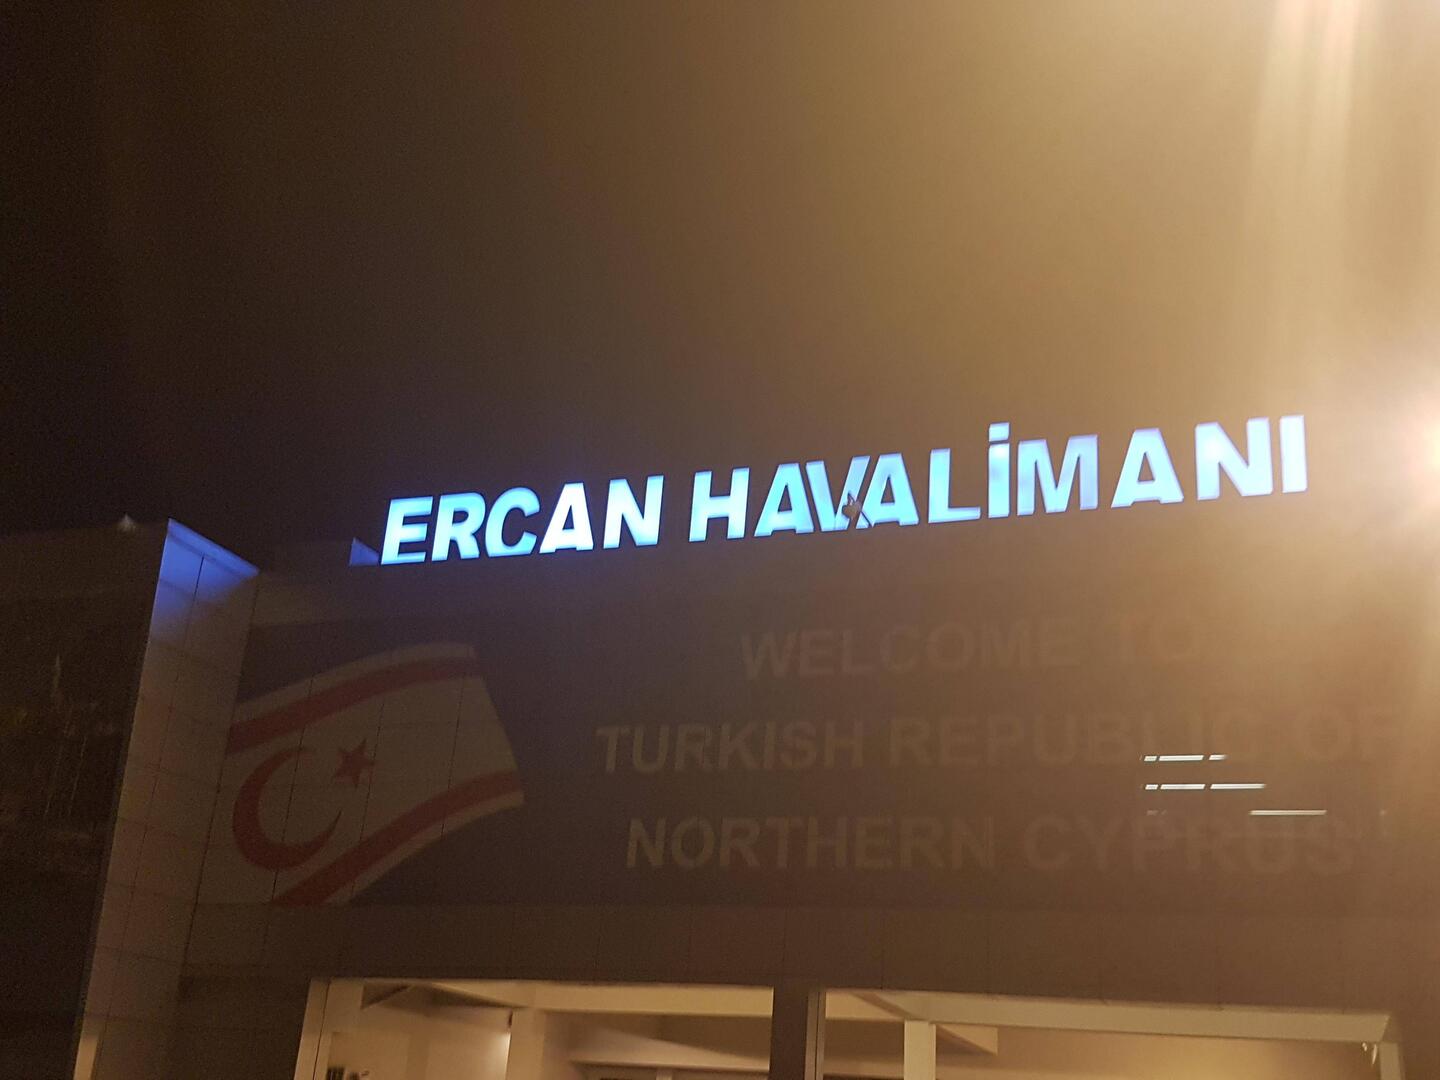 ERCAN HAVALİMANI
WELCOME TO
TURKISH REPUBLIC OF
NORTHERN CYPRUS